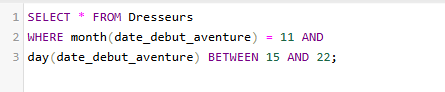 1 SELECT * FROM Dresseurs
2 WHERE month(date_debut_aventure) = 11 AND
3 day(date_debut_aventure) BETWEEN 15 AND 22;